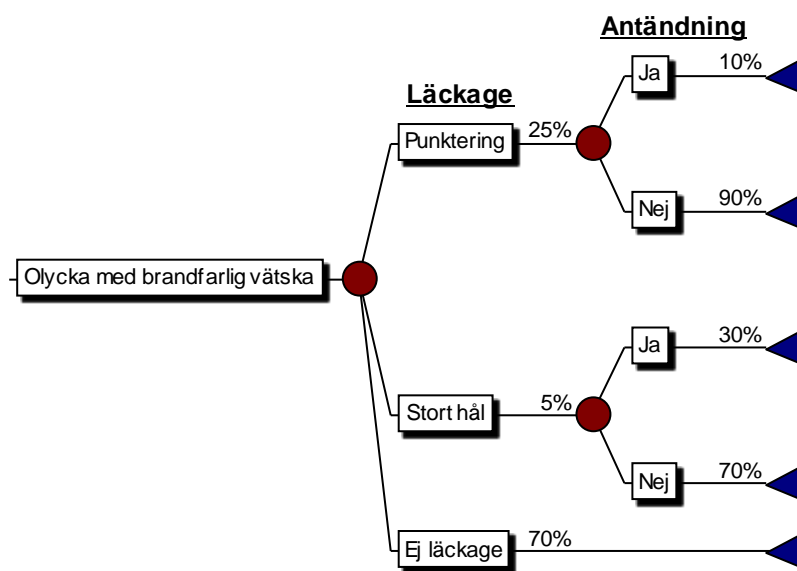 Antändning
Ja 10%
Läckage
Punktering 25%
Nej 90%
Olycka med brandfarlig vätska
Ja 30%
Stort hål 5%
Nej 70%
Ej läckage 70%